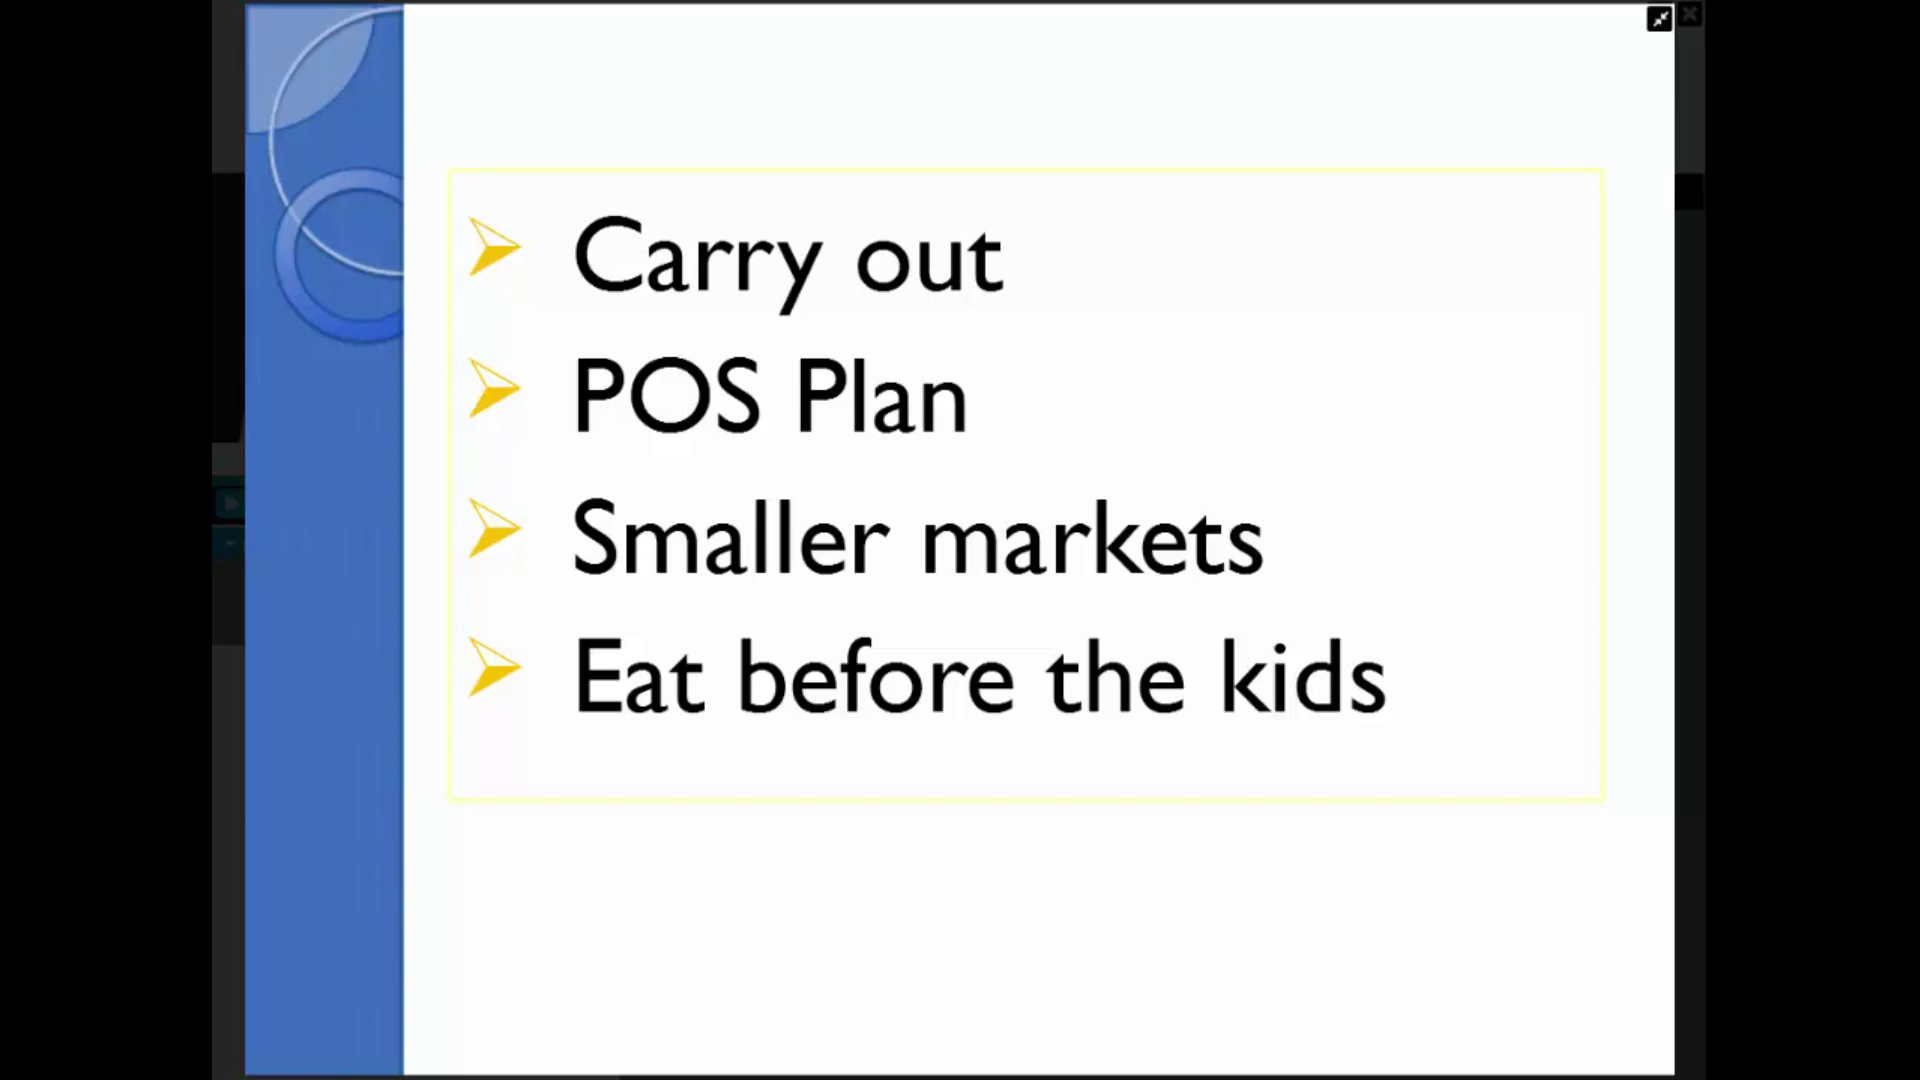 Carry out
POS Plan
Smaller markets
Eat before the kids